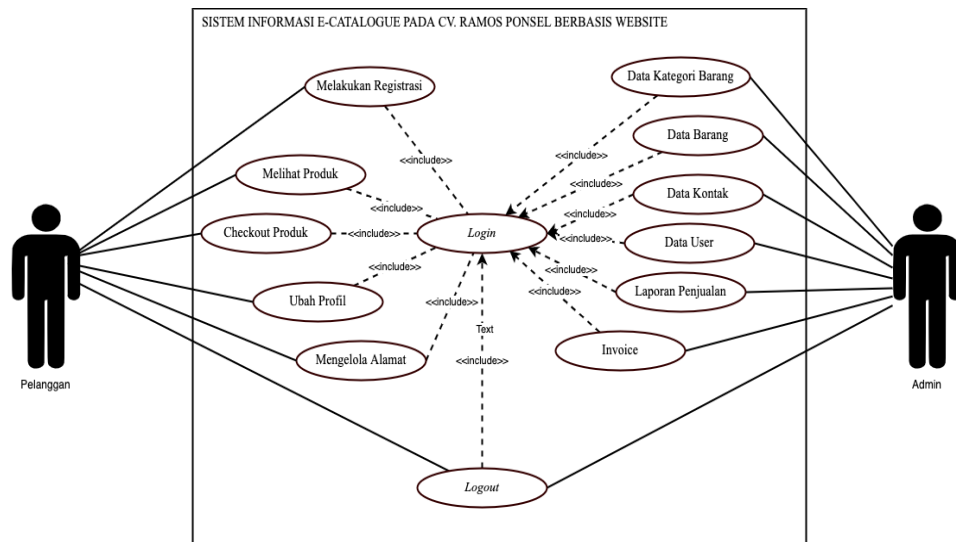 SISTEM INFORMASI E-CATALOGUE PADA CV. RAMOS PONSEL BERBASIS WEBSITE
Melakukan Registrasi
Data Kategori Barang
Data Barang
<<include>>
<<include>>
<<include>>
Melihat Produk
Data Kontak
<<include>>
<<include>>
Checkout Produk
<<include>>
Login
<<include>>
Data User
<<include>>
<<include>>
Ubah Profil
<<include>>
Laporan Penjualan
<<include>>
Text
Invoice
Mengelola Alamat
<<include>>
Pelanggan
Admin
Logout